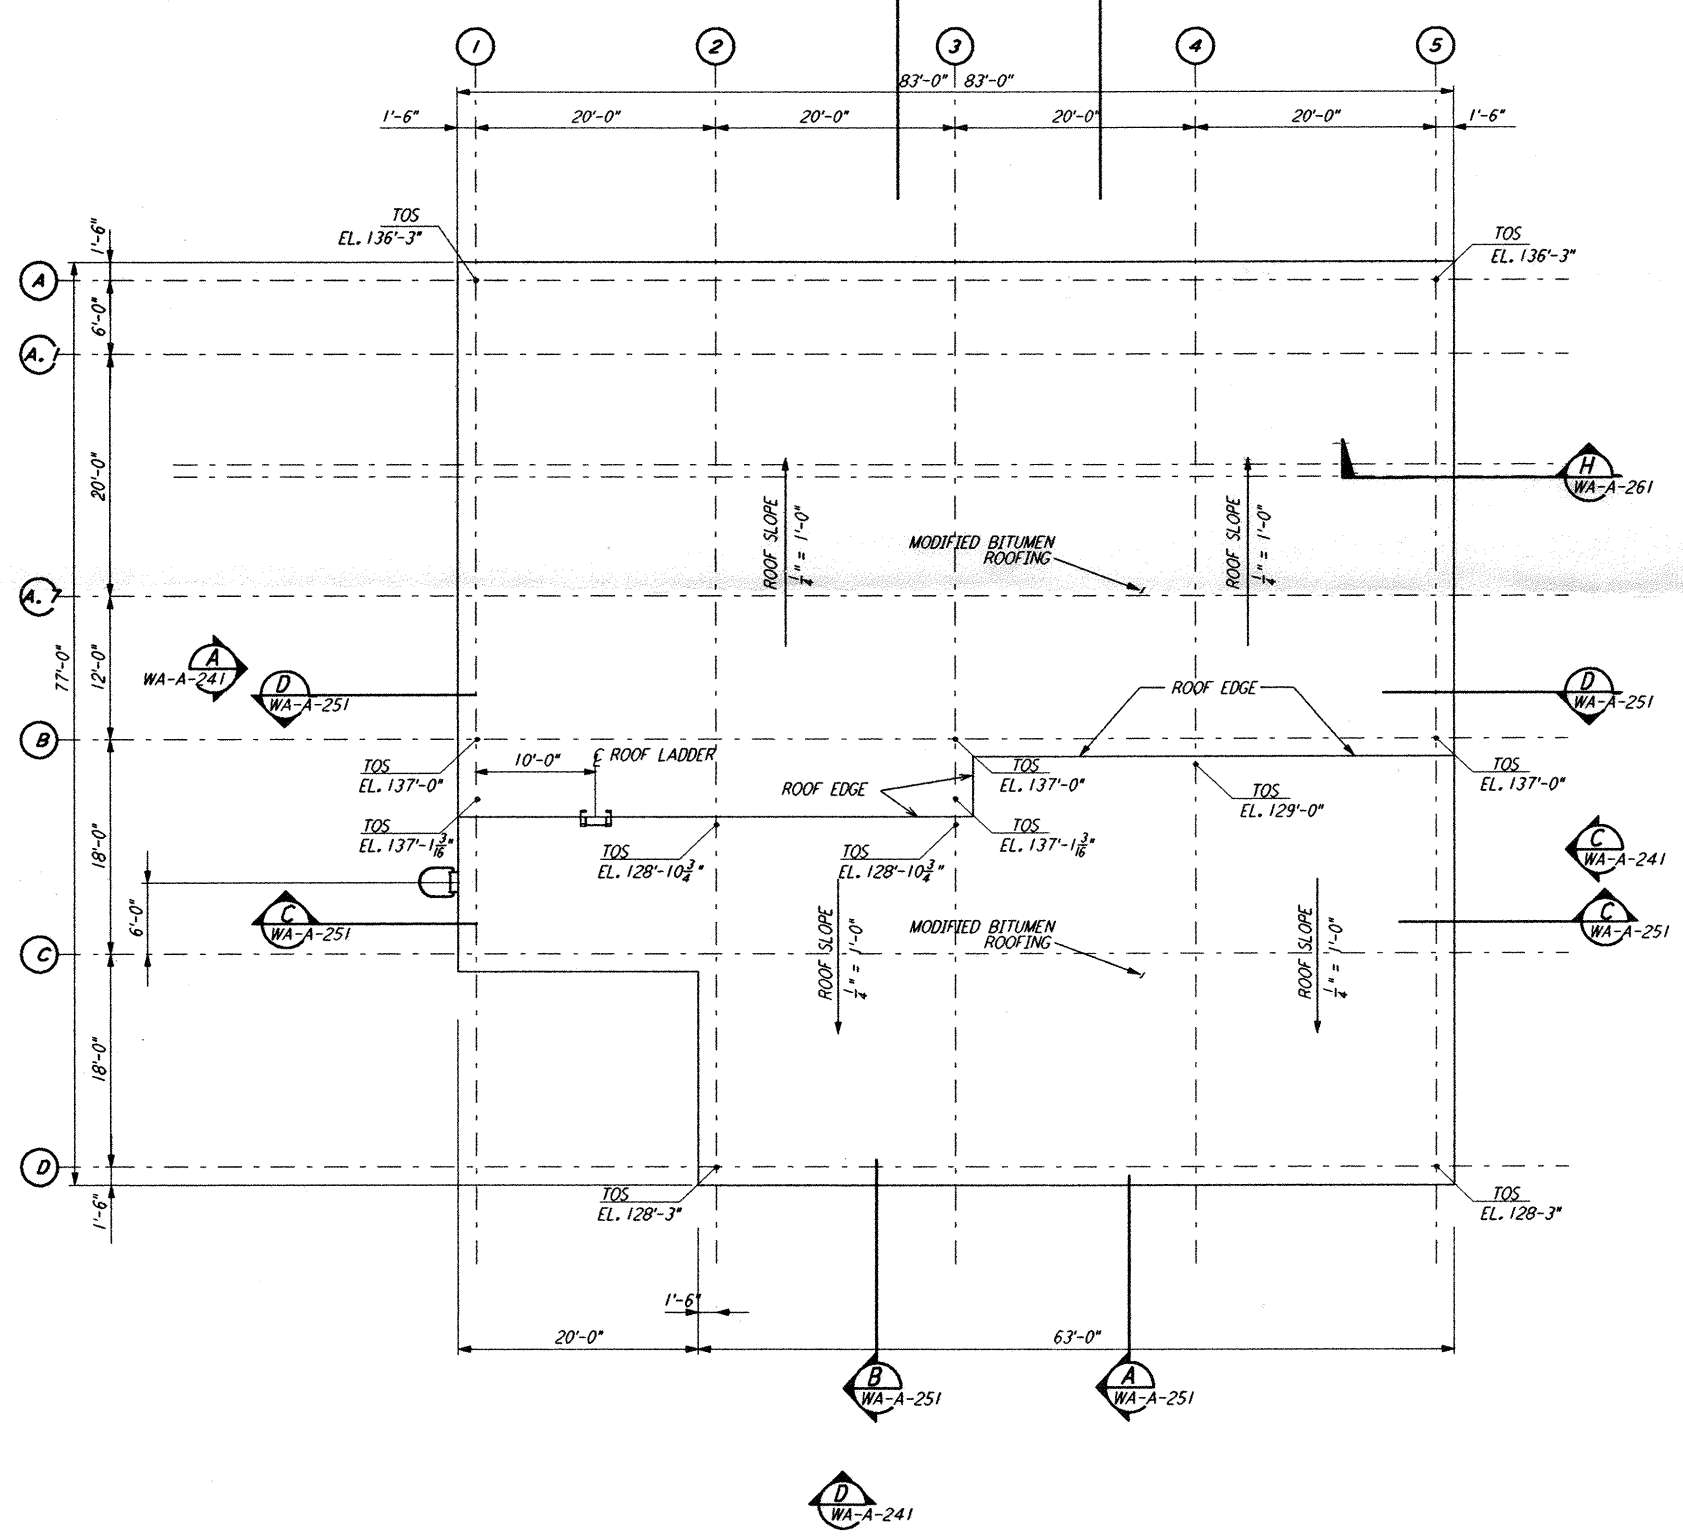 1 2 3 4 5
83'-0" 83'-0"
1'-6" 20'-0" 20'-0" 20'-0" 20'-0" 1'-6"
TOS
EL. 136'-3"
TOS
EL. 136'-3"
1'-6"
A
6'-0"
A.1
20'-0"
H
WA-A-261
ROOF SLOPE
1/4" = 1'-0"
MODIFIED BITUMEN
ROOFING
ROOF SLOPE
1/4" = 1'-0"
A.7
77'-0"
12'-0"
A
WA-A-241
D
WA-A-251
ROOF EDGE
D
WA-A-251
B
TOS
EL. 137'-0"
10'-0"
℄ ROOF LADDER
ROOF EDGE
TOS
EL. 137'-0"
TOS
EL. 129'-0"
TOS
EL. 137'-0"
18'-0"
TOS
EL. 137'-1 3/16"
TOS
EL. 128'-10 3/4"
TOS
EL. 128'-10 3/4"
TOS
EL. 137'-1 3/16"
C
WA-A-241
6'-0"
C
WA-A-251
ROOF SLOPE
1/4" = 1'-0"
MODIFIED BITUMEN
ROOFING
ROOF SLOPE
1/4" = 1'-0"
C
WA-A-251
C
18'-0"
D
1'-6"
TOS
EL. 128'-3"
TOS
EL. 128-3"
1'-6"
20'-0" 63'-0"
B
WA-A-251
A
WA-A-251
D
WA-A-241